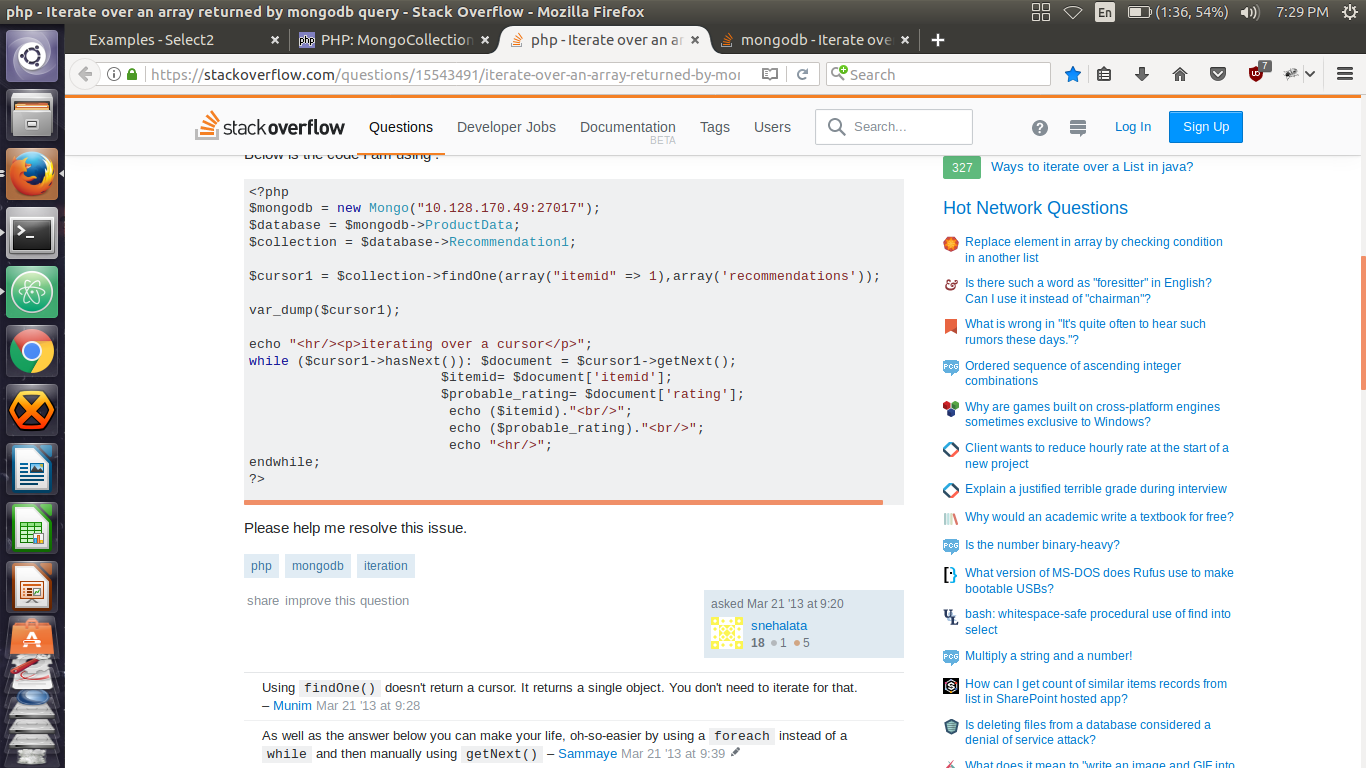 php - Iterate over an array returned by mongodb query - Stack Overflow - Mozilla Firefox
En
(1:36, 54%)
7:29 PM
Examples - Select2
php PHP: MongoCollection
php - Iterate over an ar
mongodb - Iterate ove
https://stackoverflow.com/questions/15543491/iterate-over-an-array-returned-by-mor
Search
7
stackoverflow
Questions
Developer Jobs
Documentation
BETA
Tags
Users
Search...
Log In
Sign Up
Below is the code I am using :
<?php
$mongodb = new Mongo("10.128.170.49:27017");
$database = $mongodb->ProductData;
$collection = $database->Recommendation1;
$cursor1 = $collection->findOne(array("itemid" => 1),array('recommendations'));
var_dump($cursor1);
echo "<hr/><p>iterating over a cursor</p>";
while ($cursor1->hasNext()): $document = $cursor1->getNext();
$itemid= $document['itemid'];
$probable_rating= $document['rating'];
echo ($itemid)."<br/>";
echo ($probable_rating)."<br/>";
echo "<hr/>";
endwhile;
?>
Please help me resolve this issue.
php
mongodb
iteration
share improve this question
asked Mar 21 '13 at 9:20
snehalata
18 1 5
Using findOne() doesn't return a cursor. It returns a single object. You don't need to iterate for that.
– Munim Mar 21 '13 at 9:28
As well as the answer below you can make your life, oh-so-easier by using a foreach instead of a
while and then manually using getNext() – Sammaye Mar 21 '13 at 9:39
327 Ways to iterate over a List in java?
Hot Network Questions
Replace element in array by checking condition
in another list
Is there such a word as "foresitter" in English?
Can I use it instead of "chairman"?
What is wrong in "It's quite often to hear such
rumors these days."?
PCG Ordered sequence of ascending integer
combinations
Why are games built on cross-platform engines
sometimes exclusive to Windows?
Client wants to reduce hourly rate at the start of a
new project
Explain a justified terrible grade during interview
Why would an academic write a textbook for free?
PCG Is the number binary-heavy?
What version of MS-DOS does Rufus use to make
bootable USBs?
bash: whitespace-safe procedural use of find into
select
PCG Multiply a string and a number!
How can I get count of similar items records from
list in SharePoint hosted app?
Is deleting files from a database considered a
denial of service attack?
What does it mean to "write an image and GIF into